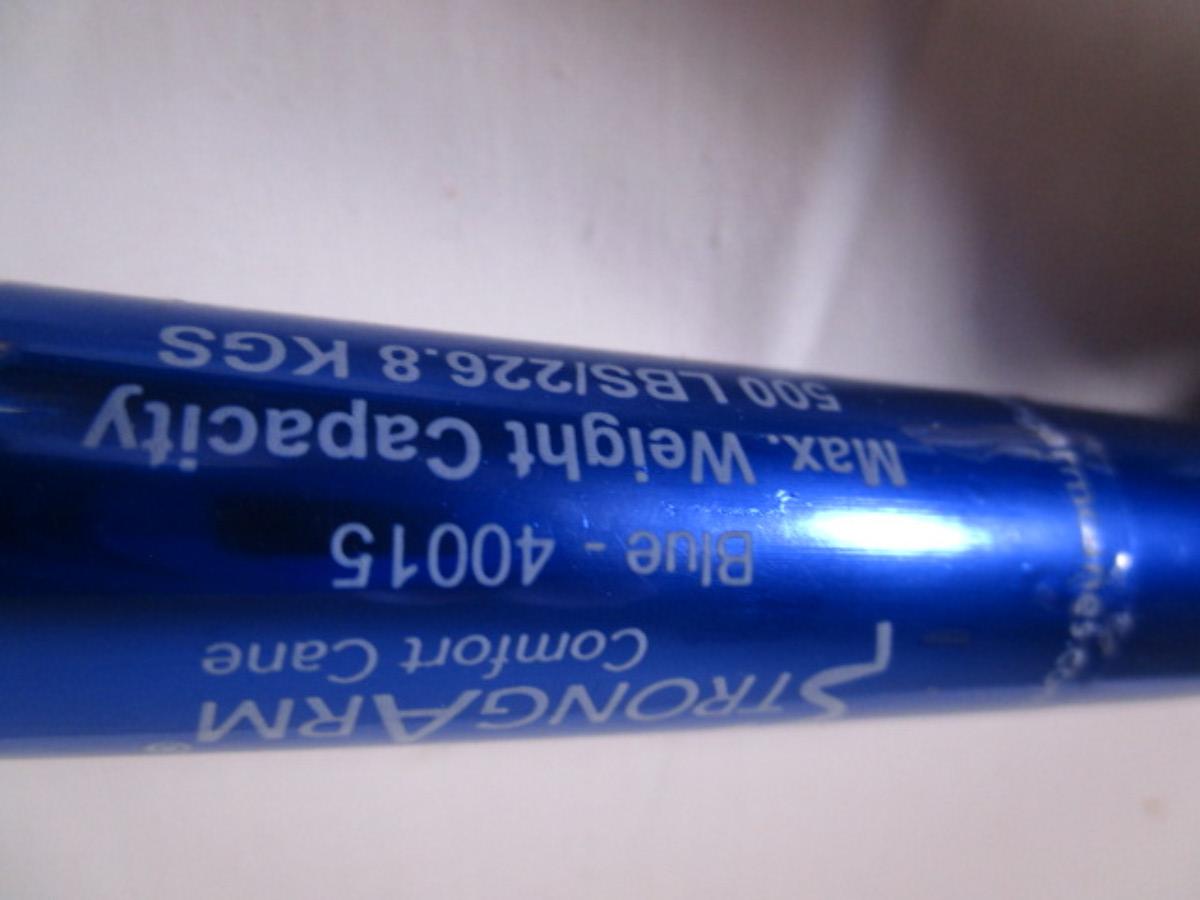 STRONGARM®
Comfort Cane
Blue - 40015
Max. Weight Capacity
500 LBS/226.8 KGS